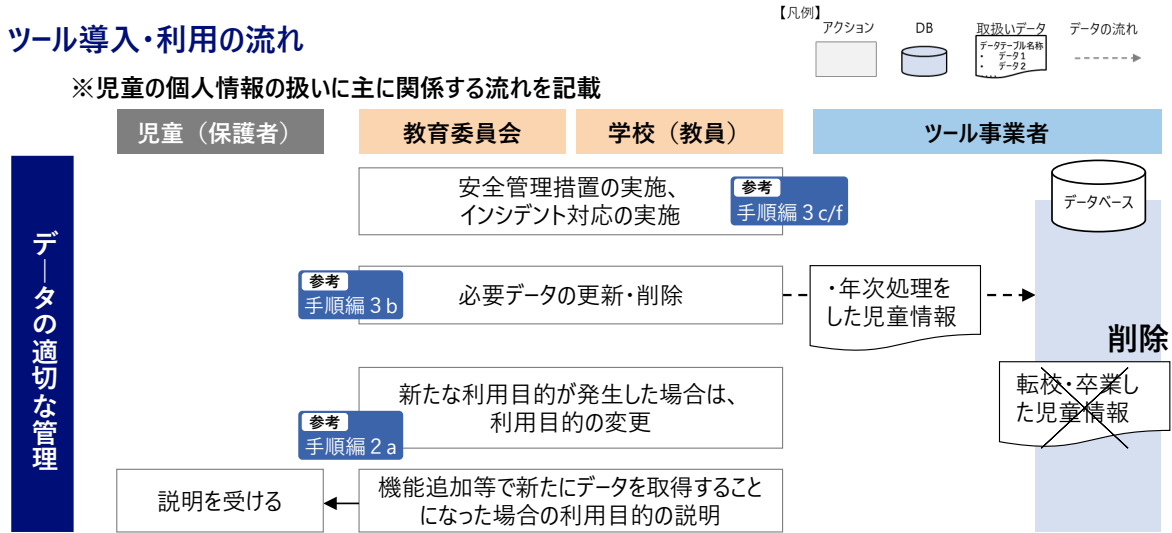 ツール導入・利用の流れ
※児童の個人情報の扱いに主に関係する流れを記載
【凡例】
アクション
DB
取扱いデータ
データの流れ
データテーブル名称
・ データ1
・ データ2
…
児童（保護者）
教育委員会
学校（教員）
ツール事業者
データの適切な管理
安全管理措置の実施、
インシデント対応の実施
参考
手順編3c/f
データベース
参考
手順編3b
必要データの更新・削除
・年次処理を
した児童情報
削除
転校・卒業し
た児童情報
新たな利用目的が発生した場合は、
利用目的の変更
参考
手順編2a
説明を受ける
機能追加等で新たにデータを取得すること
になった場合の利用目的の説明